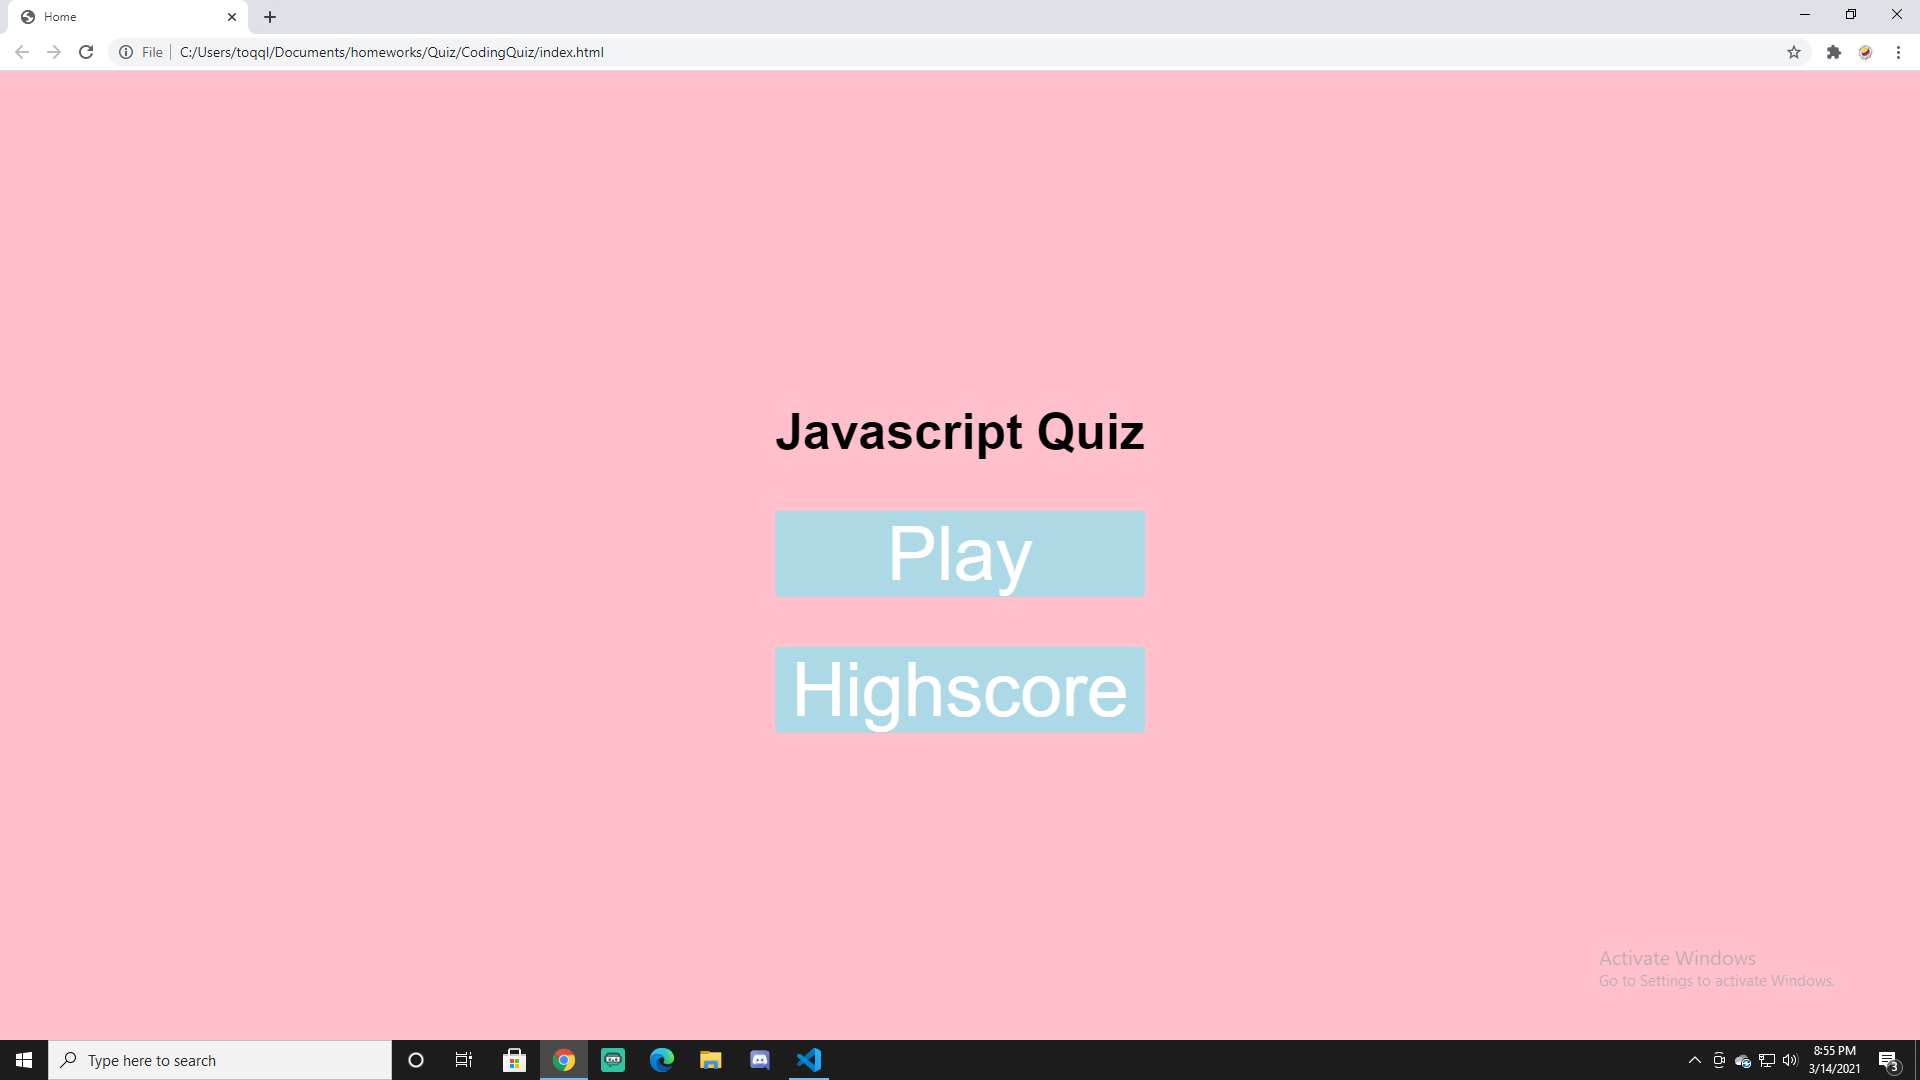 Home
File
C:/Users/toqql/Documents/homeworks/Quiz/CodingQuiz/index.html
Javascript Quiz
Play
Highscore
Activate Windows
Go to Settings to activate Windows.
Type here to search
8:55 PM
3/14/2021
3